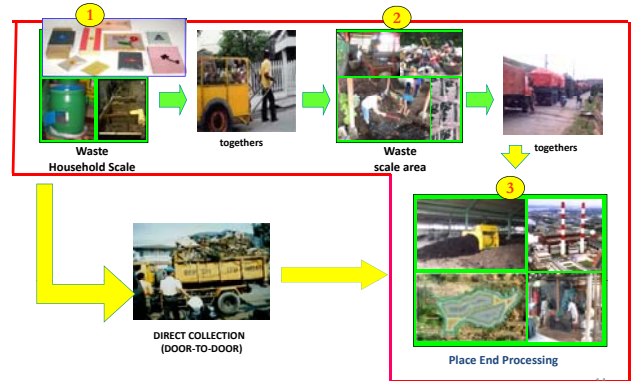 1
2
togethers
Waste
Household Scale
Waste
scale area
togethers
3
DIRECT COLLECTION
(DOOR-TO-DOOR)
Place End Processing